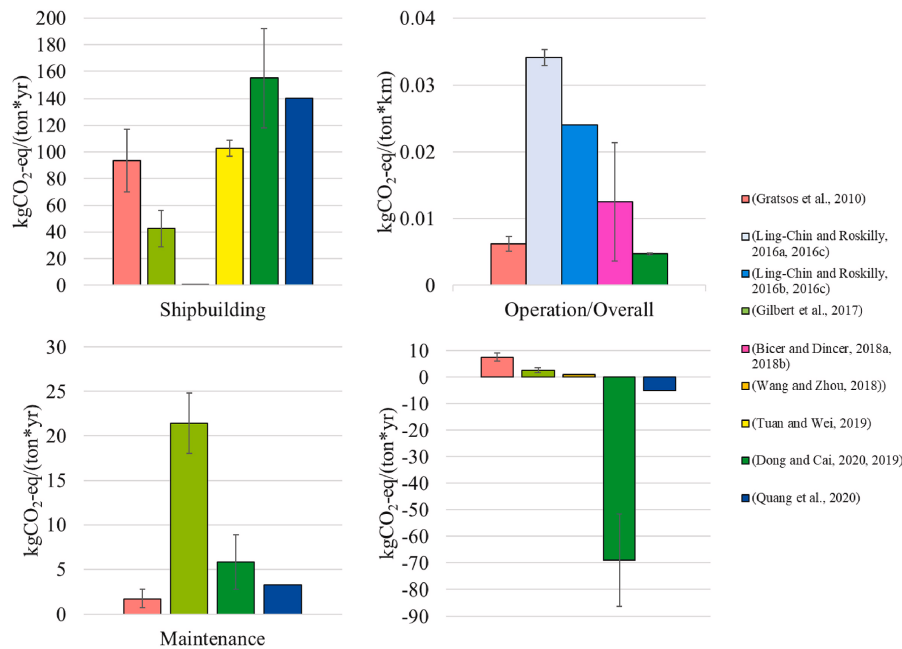 kgCO₂-eq/(ton*yr)
200
180
160
140
120
100
80
60
40
20
0
Shipbuilding
kgCO₂-eq/(ton*km)
0.04
0.03
0.02
0.01
0
Operation/Overall
kgCO₂-eq/(ton*yr)
30
25
20
15
10
5
0
Maintenance
kgCO₂-eq/(ton*yr)
10
0
-5
-10
-20
-30
-40
-50
-60
-70
-80
-90
(Gratsos et al., 2010)
(Ling-Chin and Roskilly,
2016a, 2016c)
(Ling-Chin and Roskilly,
2016b, 2016c)
(Gilbert et al., 2017)
(Bicer and Dincer, 2018a,
2018b)
(Wang and Zhou, 2018))
(Tuan and Wei, 2019)
(Dong and Cai, 2020, 2019)
(Quang et al., 2020)